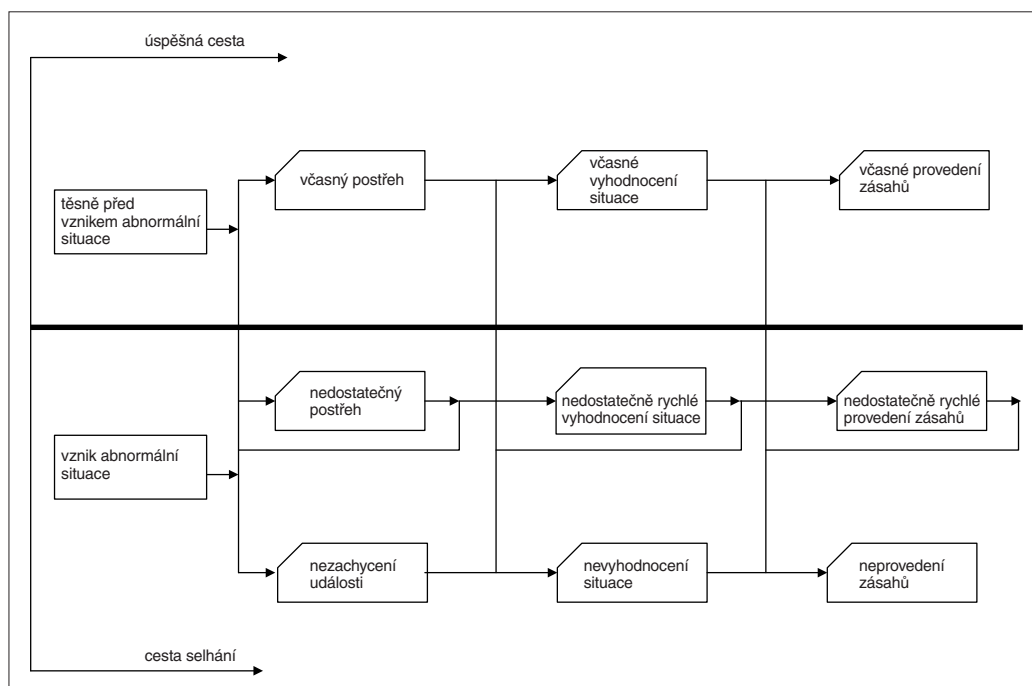 úspěšná cesta
těsně před
vznikem abnormální
situace
včasný postřeh
včasné
vyhodnocení
situace
včasné provedení
zásahů
vznik abnormální
situace
nedostatečný
postřeh
nedostatečně rychlé
vyhodnocení situace
nedostatečně rychlé
provedení zásahů
nezachycení
události
nevyhodnocení
situace
neprovedení
zásahů
cesta selhání